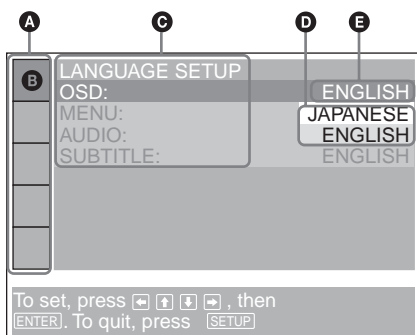 A C D E
B
LANGUAGE SETUP
OSD: ENGLISH
MENU: JAPANESE
AUDIO: ENGLISH
SUBTITLE: ENGLISH
To set, press ← ↑ ↓ → , then
ENTER. To quit, press SETUP